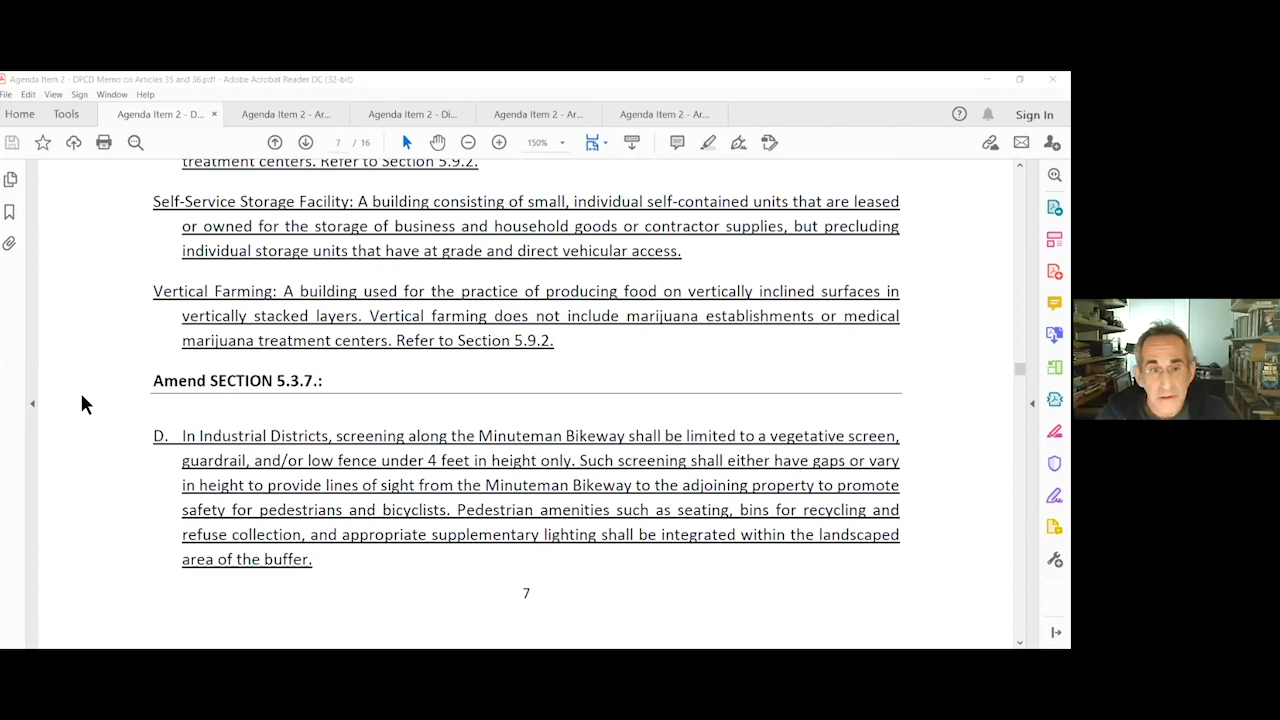 Agenda Item 2 - DPCD Memo on Articles 35 and 36.pdf - Adobe Acrobat Reader DC (32-bit)
File Edit View Sign Window Help
Home Tools Agenda Item 2 - D... × Agenda Item 2 - Ar... Agenda Item 2 - Di... Agenda Item 2 - Ar... Agenda Item 2 - Ar... Sign In
7 / 16 150%
treatment centers. Refer to Section 5.9.2.
Self-Service Storage Facility: A building consisting of small, individual self-contained units that are leased
or owned for the storage of business and household goods or contractor supplies, but precluding
individual storage units that have at grade and direct vehicular access.
Vertical Farming: A building used for the practice of producing food on vertically inclined surfaces in
vertically stacked layers. Vertical farming does not include marijuana establishments or medical
marijuana treatment centers. Refer to Section 5.9.2.
Amend SECTION 5.3.7.:
D. In Industrial Districts, screening along the Minuteman Bikeway shall be limited to a vegetative screen,
guardrail, and/or low fence under 4 feet in height only. Such screening shall either have gaps or vary
in height to provide lines of sight from the Minuteman Bikeway to the adjoining property to promote
safety for pedestrians and bicyclists. Pedestrian amenities such as seating, bins for recycling and
refuse collection, and appropriate supplementary lighting shall be integrated within the landscaped
area of the buffer.
7